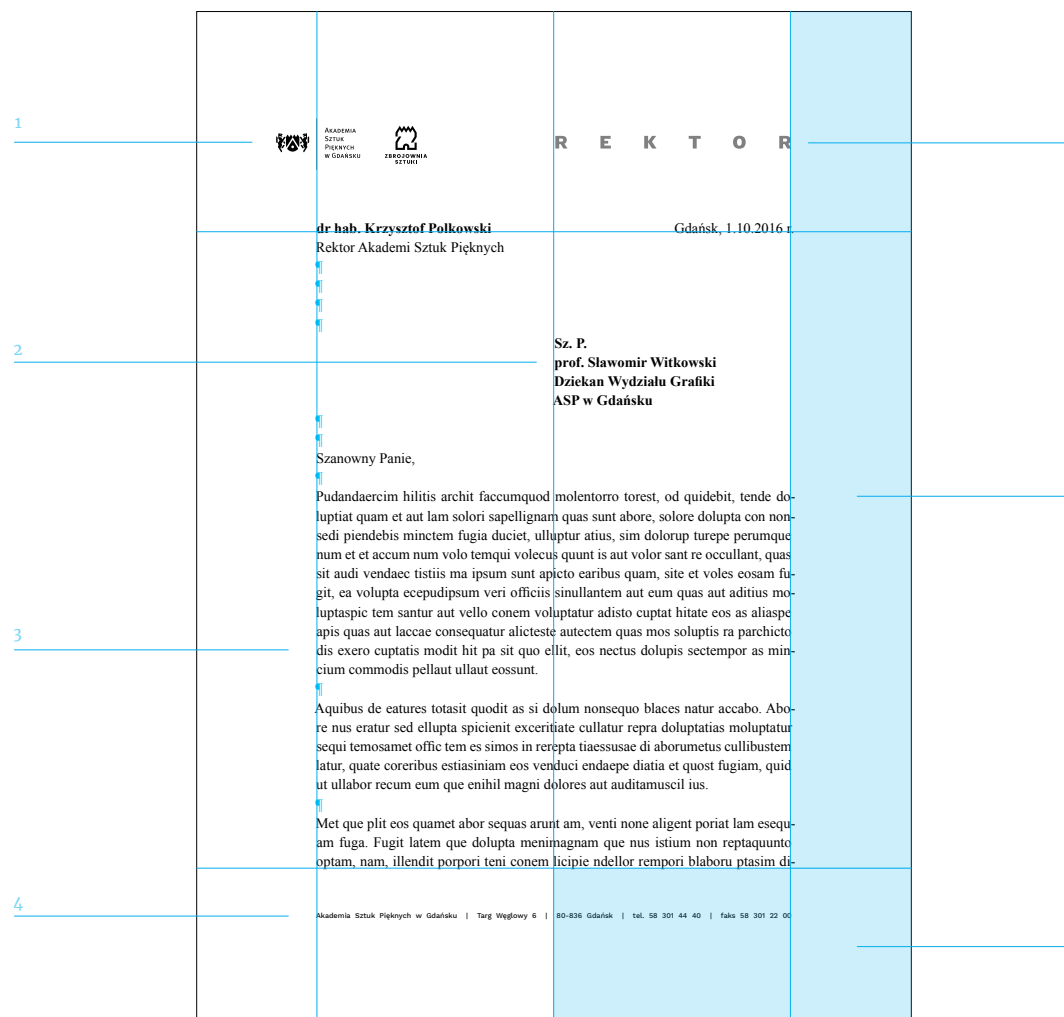 1
AKADEMIA
SZTUK
PIĘKNYCH
W GDAŃSKU
ZBROJOWNIA
SZTUKI
REKTOR
dr hab. Krzysztof Polkowski
Gdańsk, 1.10.2016 r.
Rektor Akademi Sztuk Pięknych
¶
¶
¶
¶
2
Sz. P.
prof. Sławomir Witkowski
Dziekan Wydziału Grafiki
ASP w Gdańsku
¶
¶
Szanowny Panie,
¶
Pudandaercim hilitis archit faccumquod molentorro torest, od quidebit, tende do-
luptiat quam et aut lam solori sapellignam quas sunt abore, solore dolupta con non-
sedi piendebis minctem fugia duciet, ulluptur atius, sim dolorup turepe perumque
num et et accum num volo temqui volecus quunt is aut volor sant re occullant, quas
sit audi vendaec tistiis ma ipsum sunt apicto earibus quam, site et voles eosam fu-
git, ea volupta ecepudipsum veri officiis sinullantem aut eum quas aut aditius mo-
luptaspic tem santur aut vello conem voluptatur adisto cuptat hitate eos as aliaspe
apis quas aut laccae consequatur alicteste autectem quas mos soluptis ra parchicto
3
dis exero cuptatis modit hit pa sit quo ellit, eos nectus dolupis sectempor as min-
cium commodis pellaut ullaut eossunt.
¶
Aquibus de eatures totasit quodit as si dolum nonsequo blaces natur accabo. Abo-
re nus eratur sed ellupta spicienit exceritiate cullatur repra doluptatias moluptatur
sequi temosamet offic tem es simos in rerepta tiaessusae di aborumetus cullibustem
latur, quate coreribus estiasiniam eos venduci endaepe diatia et quost fugiam, quid
ut ullabor recum eum que enihil magni dolores aut auditamuscil ius.
¶
Met que plit eos quamet abor sequas arunt am, venti none aligent poriat lam esequ-
am fuga. Fugit latem que dolupta menimagnam que nus istium non reptaquunto
optam, nam, illendit porpori teni conem licipie ndellor rempori blaboru ptasim di-
4
Akademia Sztuk Pięknych w Gdańsku | Targ Węglowy 6 | 80-836 Gdańsk | tel. 58 301 44 40 | faks 58 301 22 00